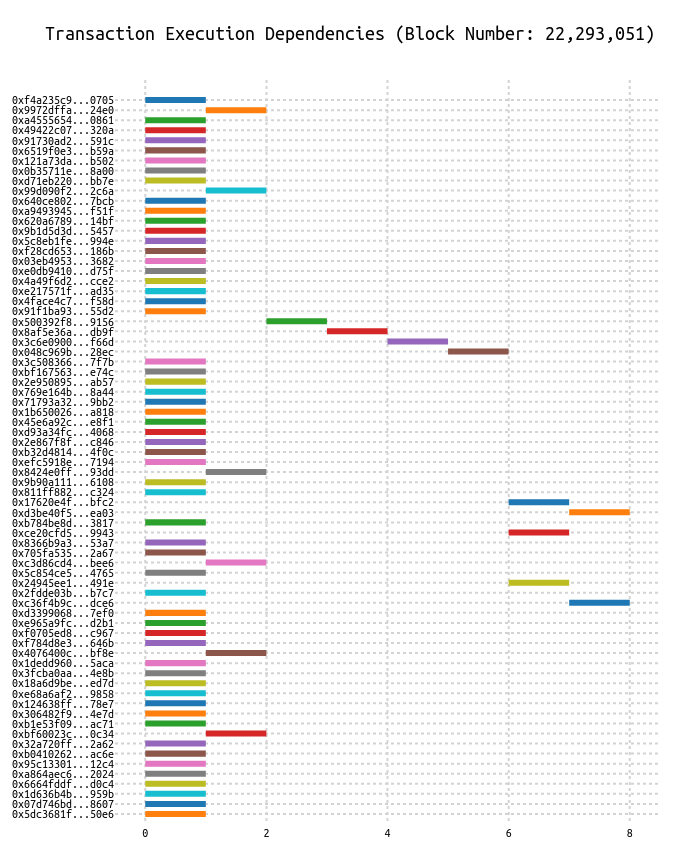 Transaction Execution Dependencies (Block Number: 22,293,051)
0xf4a235c9...0705
0x9972dffa...24e0
0xa4555654...0861
0x49422c07...320a
0x91730ad2...591c
0x6519f0e3...b59a
0x121a73da...b502
0x0b35711e...8a00
0xd71eb220...bb7e
0x99d090f2...2c6a
0x640ce802...7bcb
0xa9493945...f51f
0x620a6789...14bf
0x9b1d5d3d...5457
0x5c8eb1fe...994e
0xf28cd653...186b
0x03eb4953...3682
0xe0db9410...d75f
0x4a49f6d2...cce2
0xe217571f...ad35
0x4face4c7...f58d
0x91f1ba93...55d2
0x500392f8...9156
0x8af5e36a...db9f
0x3c6e0900...f66d
0x048c969b...28ec
0x3c508366...7f7b
0xbf167563...e74c
0x2e950895...ab57
0x769e164b...8a44
0x71793a32...9bb2
0x1b650026...a818
0x45e6a92c...e8f1
0xd93a34fc...4068
0x2e867f8f...c846
0xb32d4814...4f0c
0xefc5918e...7194
0x8424e0ff...93dd
0x9b90a111...6108
0x811ff882...c324
0x17620e4f...bfc2
0xd3be40f5...ea03
0xb784be8d...3817
0xce20cfd5...9943
0x8366b9a3...53a7
0x705fa535...2a67
0xc3d86cd4...bee6
0x5c854ce5...4765
0x24945ee1...491e
0x2fdde03b...b7c7
0xc36f4b9c...dce6
0xd3399068...7ef0
0xe965a9fc...d2b1
0xf0705ed8...c967
0xf784d8e3...646b
0x4076400c...bf8e
0x1dedd960...5aca
0x3fcba0aa...4e8b
0x18a6d9be...ed7d
0xe68a6af2...9858
0x124638ff...78e7
0x306482f9...4e7d
0xb1e53f09...ac71
0xbf60023c...0c34
0x32a720ff...2a62
0xb0410262...ac6e
0x95c13301...12c4
0xa864aec6...2024
0x6664fddf...d0c4
0x1d636b4b...959b
0x07d746bd...8607
0x5dc3681f...50e6
0 2 4 6 8